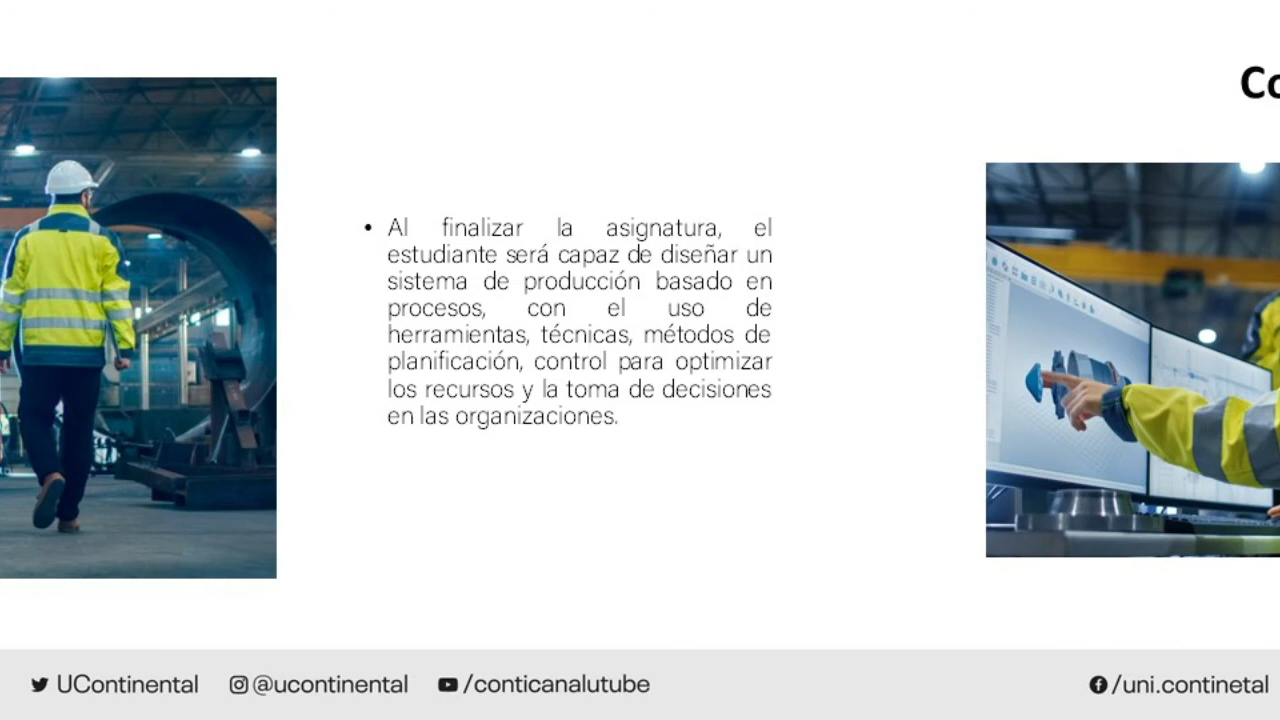 Al finalizar la asignatura, el
estudiante será capaz de diseñar un
sistema de producción basado en
procesos, con el uso de
herramientas, técnicas, métodos de
planificación, control para optimizar
los recursos y la toma de decisiones
en las organizaciones.
Co
UContinental @ucontinental /conticanalutube /uni.continetal